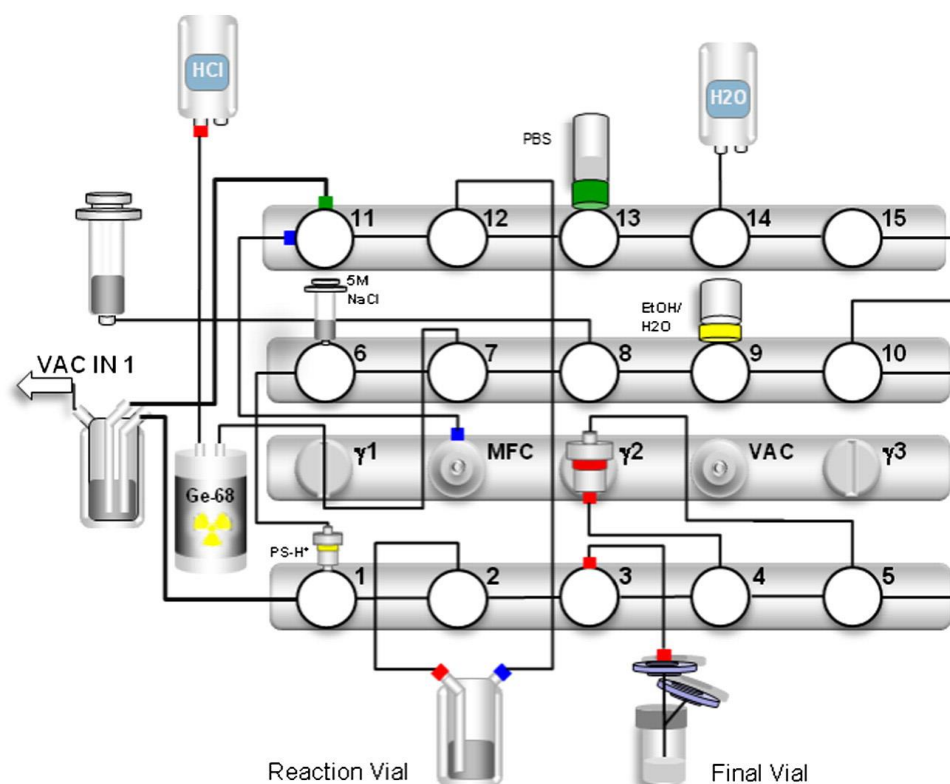 HCl
H2O
PBS
11
12
13
14
15
5M
NaCl
EtOH/
H2O
VAC IN 1
6
7
8
9
10
γ1
MFC
γ2
VAC
γ3
Ge-68
PS-H+
1
2
3
4
5
Reaction Vial
Final Vial